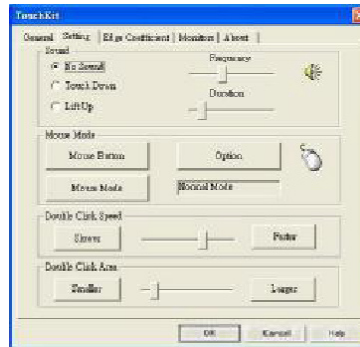 TouchKit
General Setting Edge Coefficient Monitors About
Sound
No Sound
Touch Down
Lift Up
Frequency
Duration
Mouse Mode
Mouse Button Option
Mouse Mode Normal Mode
Double Click Speed
Slower Faster
Double Click Area
Smaller Larger
OK Cancel Help